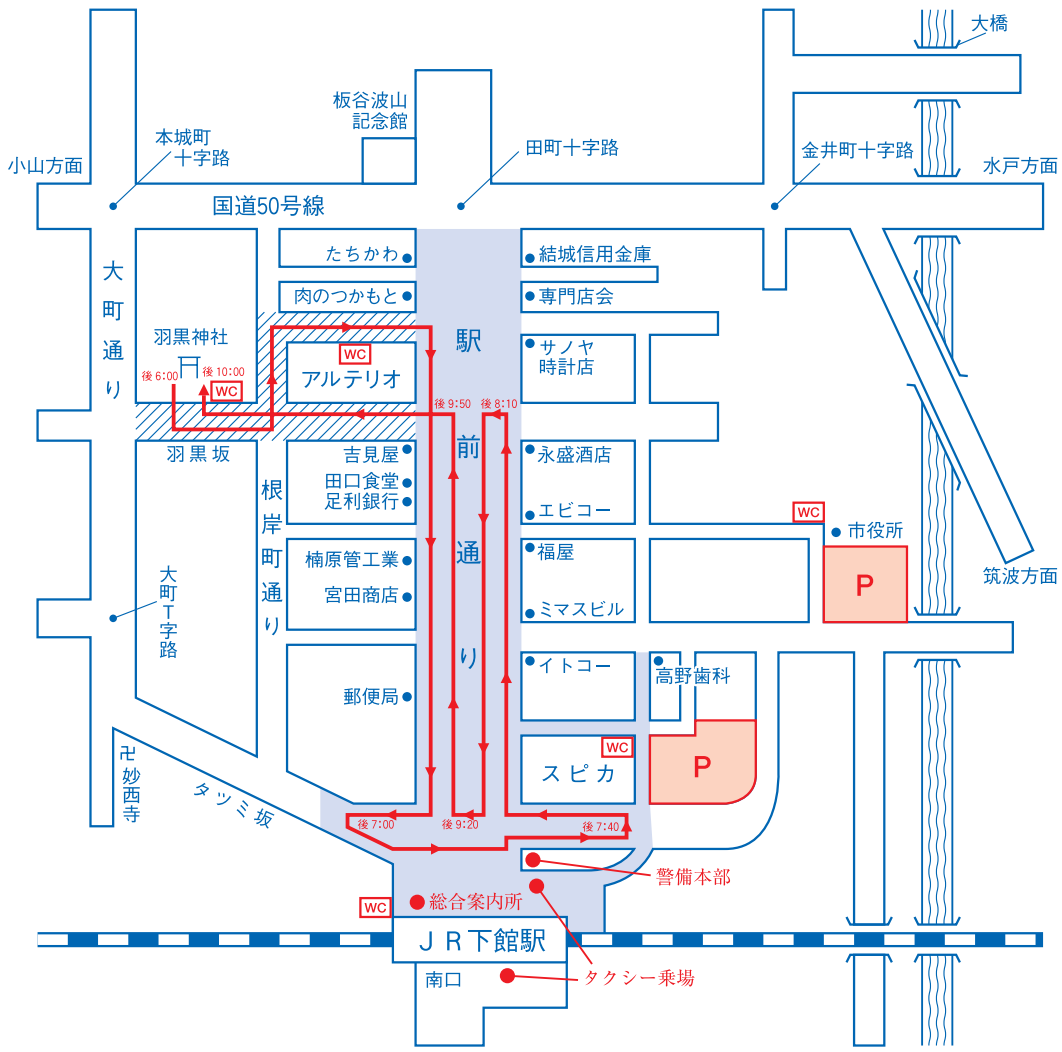 大橋
板谷波山
記念館
本城町
十字路
田町十字路
金井町十字路
小山方面
水戸方面
国道50号線
大町通り
たちかわ
結城信用金庫
肉のつかもと
専門店会
駅前通り
羽黒神社
サノヤ
時計店
WC
アルテリオ
後 6:00
後 10:00
WC
後 9:50
後 8:10
羽黒坂
吉見屋
永盛酒店
田口食堂
足利銀行
根岸町通り
エビコー
WC
市役所
福屋
楠原管工業
大町T字路
宮田商店
ミマスビル
P
筑波方面
イトコー
高野歯科
郵便局
卍妙西寺
タツミ坂
WC
スピカ
P
後 7:00
後 9:20
後 7:40
警備本部
WC
総合案内所
JR下館駅
南口
タクシー乗場